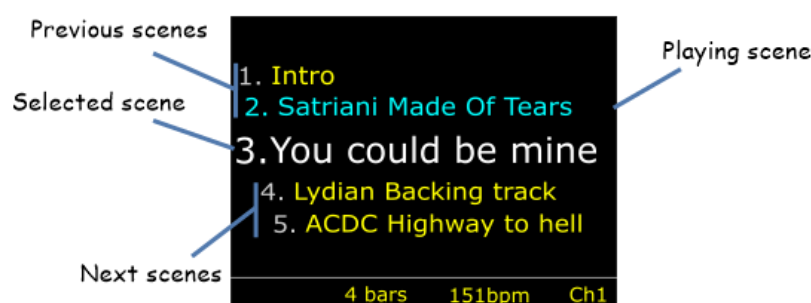 Previous scenes
Playing scene
1. Intro
Selected scene
2. Satriani Made Of Tears
3.You could be mine
4. Lydian Backing track
5. ACDC Highway to hell
Next scenes
4 bars 151bpm Ch1